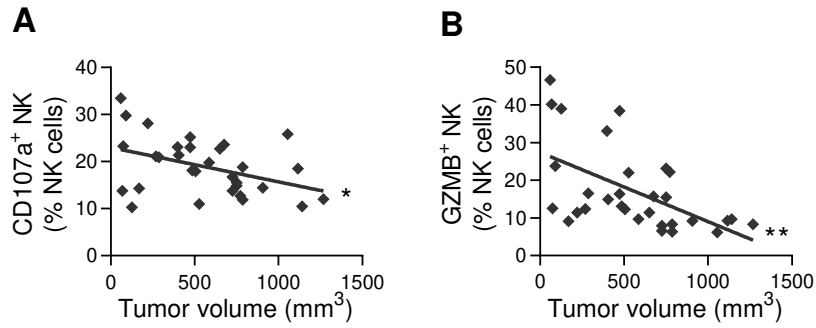 A
CD107a⁺ NK
(% NK cells)
40
30
20
10
0
*
0 500 1000 1500
Tumor volume (mm³)
B
GZMB⁺ NK
(% NK cells)
50
40
30
20
10
0
**
0 500 1000 1500
Tumor volume (mm³)